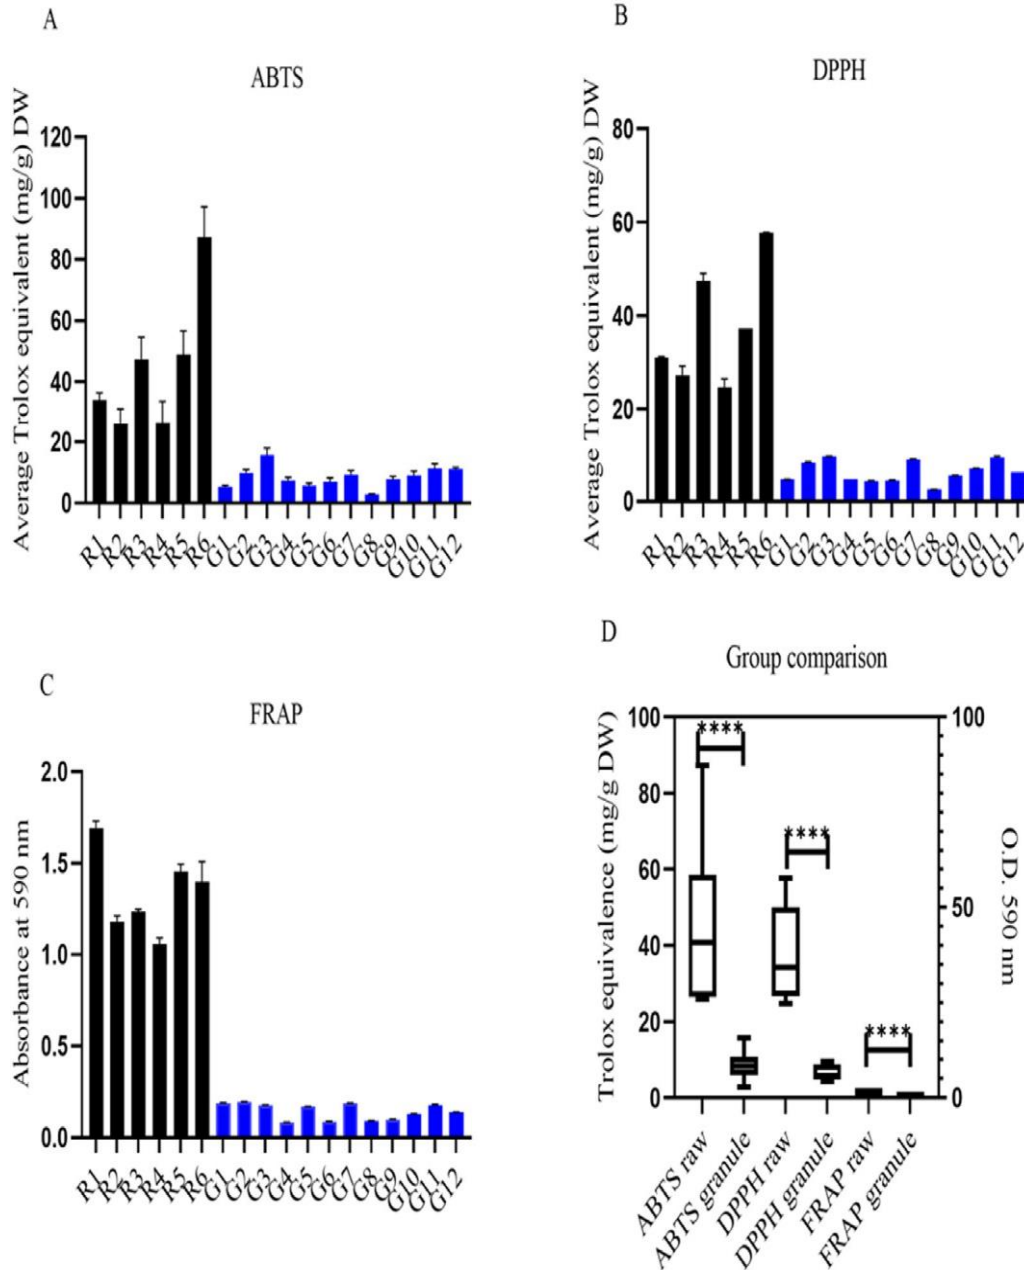 A
ABTS
Average Trolox equivalent (mg/g) DW
120
100
80
60
40
20
0
R1 R2 R3 R4 R5 R6 G1 G2 G3 G4 G5 G6 G7 G8 G9 G10 G11 G12
B
DPPH
Average Trolox equivalent (mg/g) DW
80
60
40
20
0
R1 R2 R3 R4 R5 R6 G1 G2 G3 G4 G5 G6 G7 G8 G9 G10 G11 G12
C
FRAP
Absorbance at 590 nm
2.0
1.5
1.0
0.5
0.0
R1 R2 R3 R4 R5 R6 G1 G2 G3 G4 G5 G6 G7 G8 G9 G10 G11 G12
D
Group comparison
Trolox equivalence (mg/g DW)
100
80
60
40
20
0
****
****
****
100
50
0
O.D. 590 nm
ABTS raw
ABTS granule
DPPH raw
DPPH granule
FRAP raw
FRAP granule